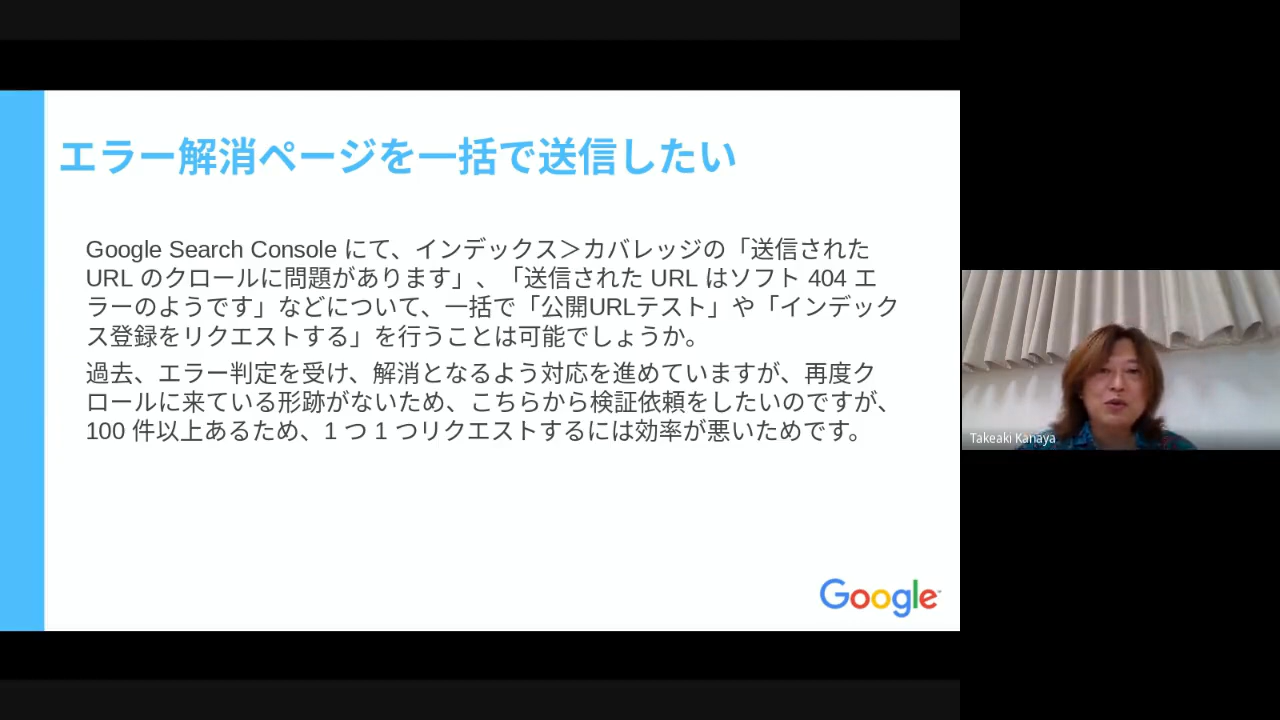 エラー解消ページを一括で送信したい
Google Search Console にて、インデックス＞カバレッジの「送信された
URL のクロールに問題があります」、「送信された URL はソフト 404 エ
ラーのようです」などについて、一括で「公開URLテスト」や「インデック
ス登録をリクエストする」を行うことは可能でしょうか。
過去、エラー判定を受け、解消となるよう対応を進めていますが、再度ク
ロールに来ている形跡がないため、こちらから検証依頼をしたいのですが、
100 件以上あるため、1 つ 1 つリクエストするには効率が悪いためです。
Google
Takeaki Kanaya